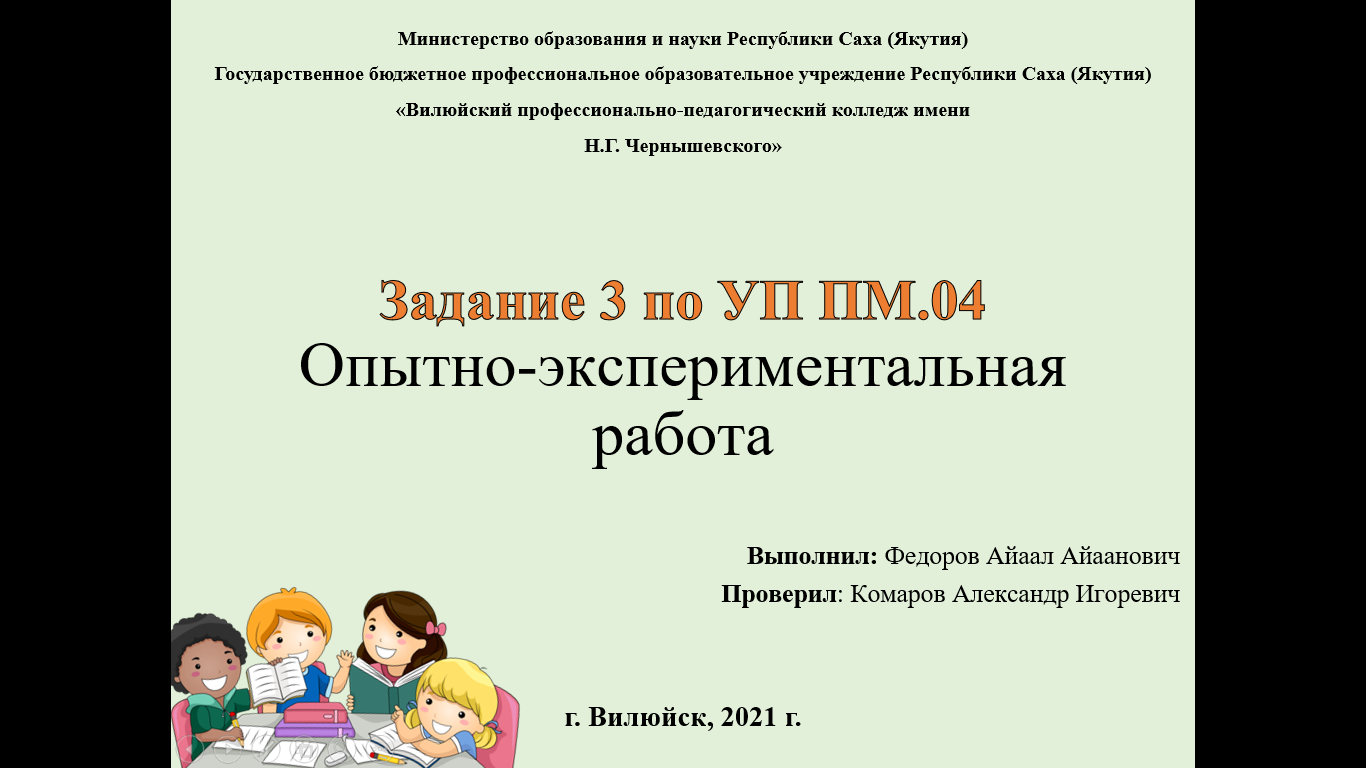 Министерство образования и науки Республики Саха (Якутия)
Государственное бюджетное профессиональное образовательное учреждение Республики Саха (Якутия)
«Вилюйский профессионально-педагогический колледж имени
Н.Г. Чернышевского»
Задание 3 по УП ПМ.04
Опытно-экспериментальная
работа
Выполнил: Федоров Айаал Айаанович
Проверил: Комаров Александр Игоревич
г. Вилюйск, 2021 г.